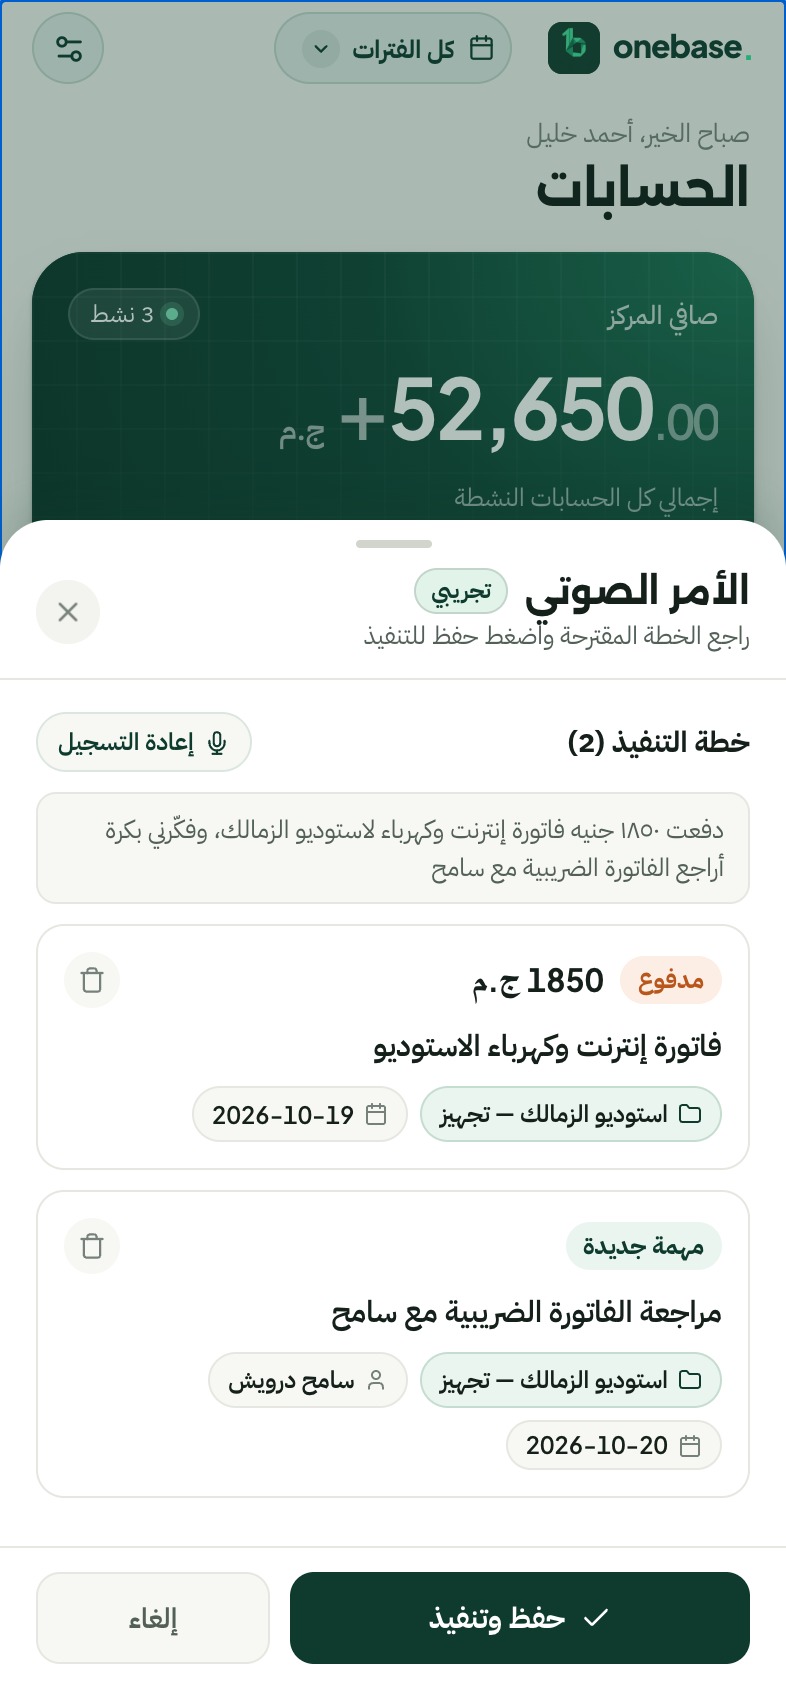 onebase.
كل الفترات
صباح الخير، أحمد خليل
الحسابات
صافي المركز
3 نشط
+52,650.00 ج.م
إجمالي كل الحسابات النشطة
الأمر الصوتي
تجريبي
راجع الخطة المقترحة واضغط حفظ للتنفيذ
خطة التنفيذ (2)
إعادة التسجيل
دفعت ١٨٥٠ جنيه فاتورة إنترنت وكهرباء لاستوديو الزمالك، وفكّرني بكرة
أراجع الفاتورة الضريبية مع سامح
مدفوع
1850 ج.م
فاتورة إنترنت وكهرباء الاستوديو
استوديو الزمالك — تجهيز
2026-10-19
مهمة جديدة
مراجعة الفاتورة الضريبية مع سامح
استوديو الزمالك — تجهيز
سامح درويش
2026-10-20
حفظ وتنفيذ
إلغاء